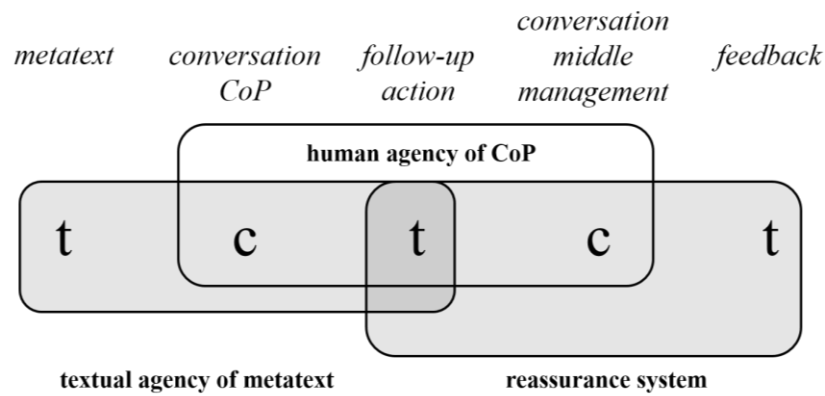 metatext
conversation
CoP
follow-up
action
conversation
middle
management
feedback
human agency of CoP
t c t c t
textual agency of metatext
reassurance system